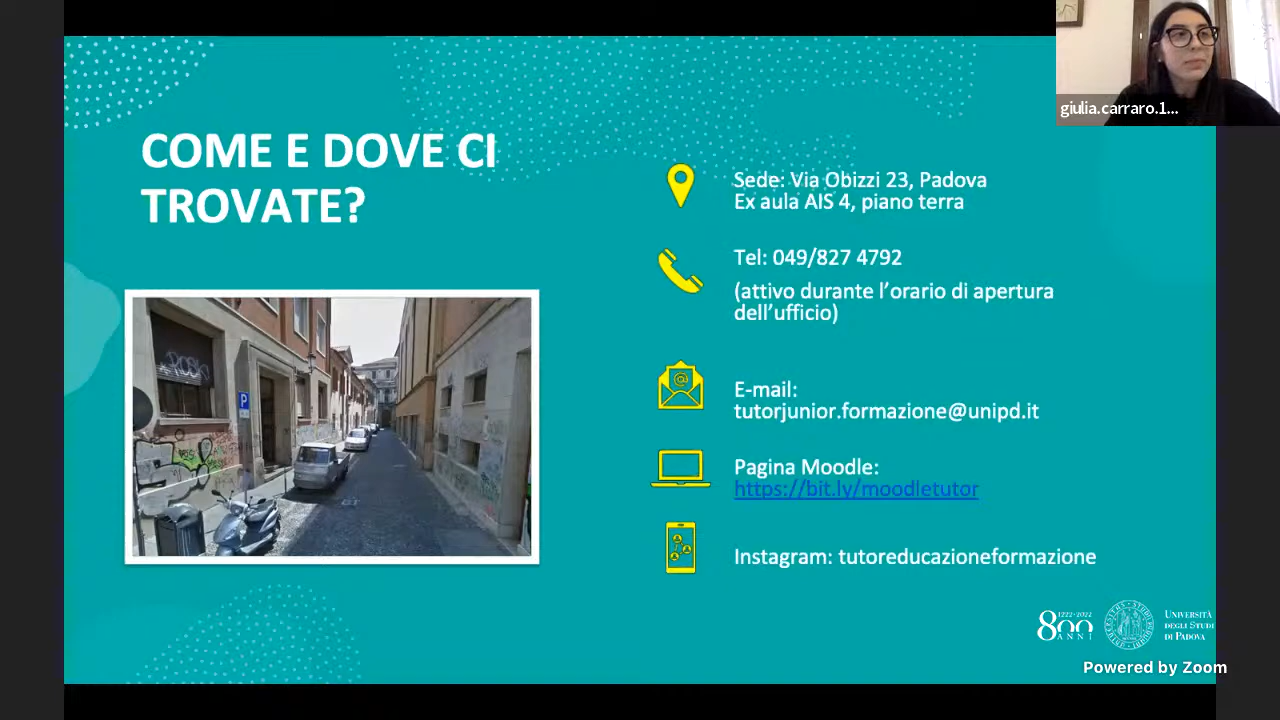 giulia.carraro.1...
COME E DOVE CI
TROVATE?
Sede: Via Obizzi 23, Padova
Ex aula AIS 4, piano terra
Tel: 049/827 4792
(attivo durante l'orario di apertura
dell'ufficio)
E-mail:
tutorjunior.formazione@unipd.it
Pagina Moodle:
https://bit.ly/moodletutor
Instagram: tutoreducazioneformazione
P
1222·2022
800
ANNI
UNIVERSITÀ
DEGLI STUDI
DI PADOVA
Powered by Zoom